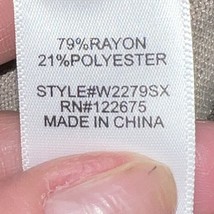 79%RAYON
21%POLYESTER
STYLE#W2279SX
RN#122675
MADE IN CHINA